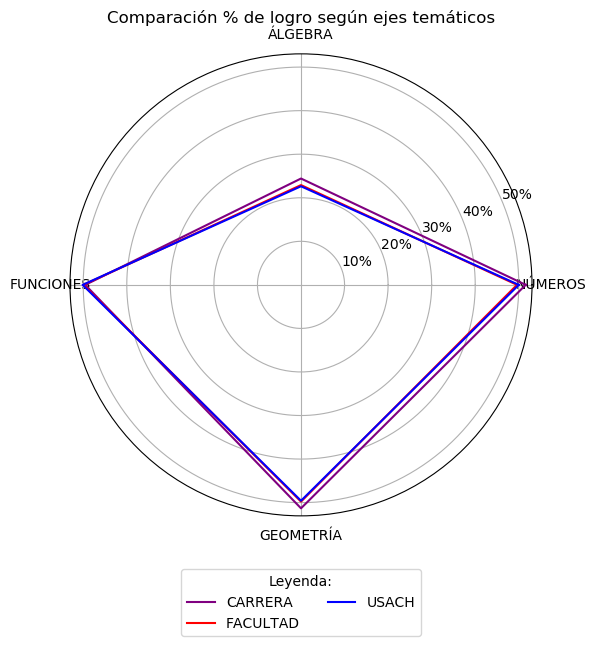 Comparación % de logro según ejes temáticos
ÁLGEBRA
50%
40%
30%
20%
10%
FUNCIONES
NÚMEROS
GEOMETRÍA
Leyenda:
CARRERA USACH
FACULTAD